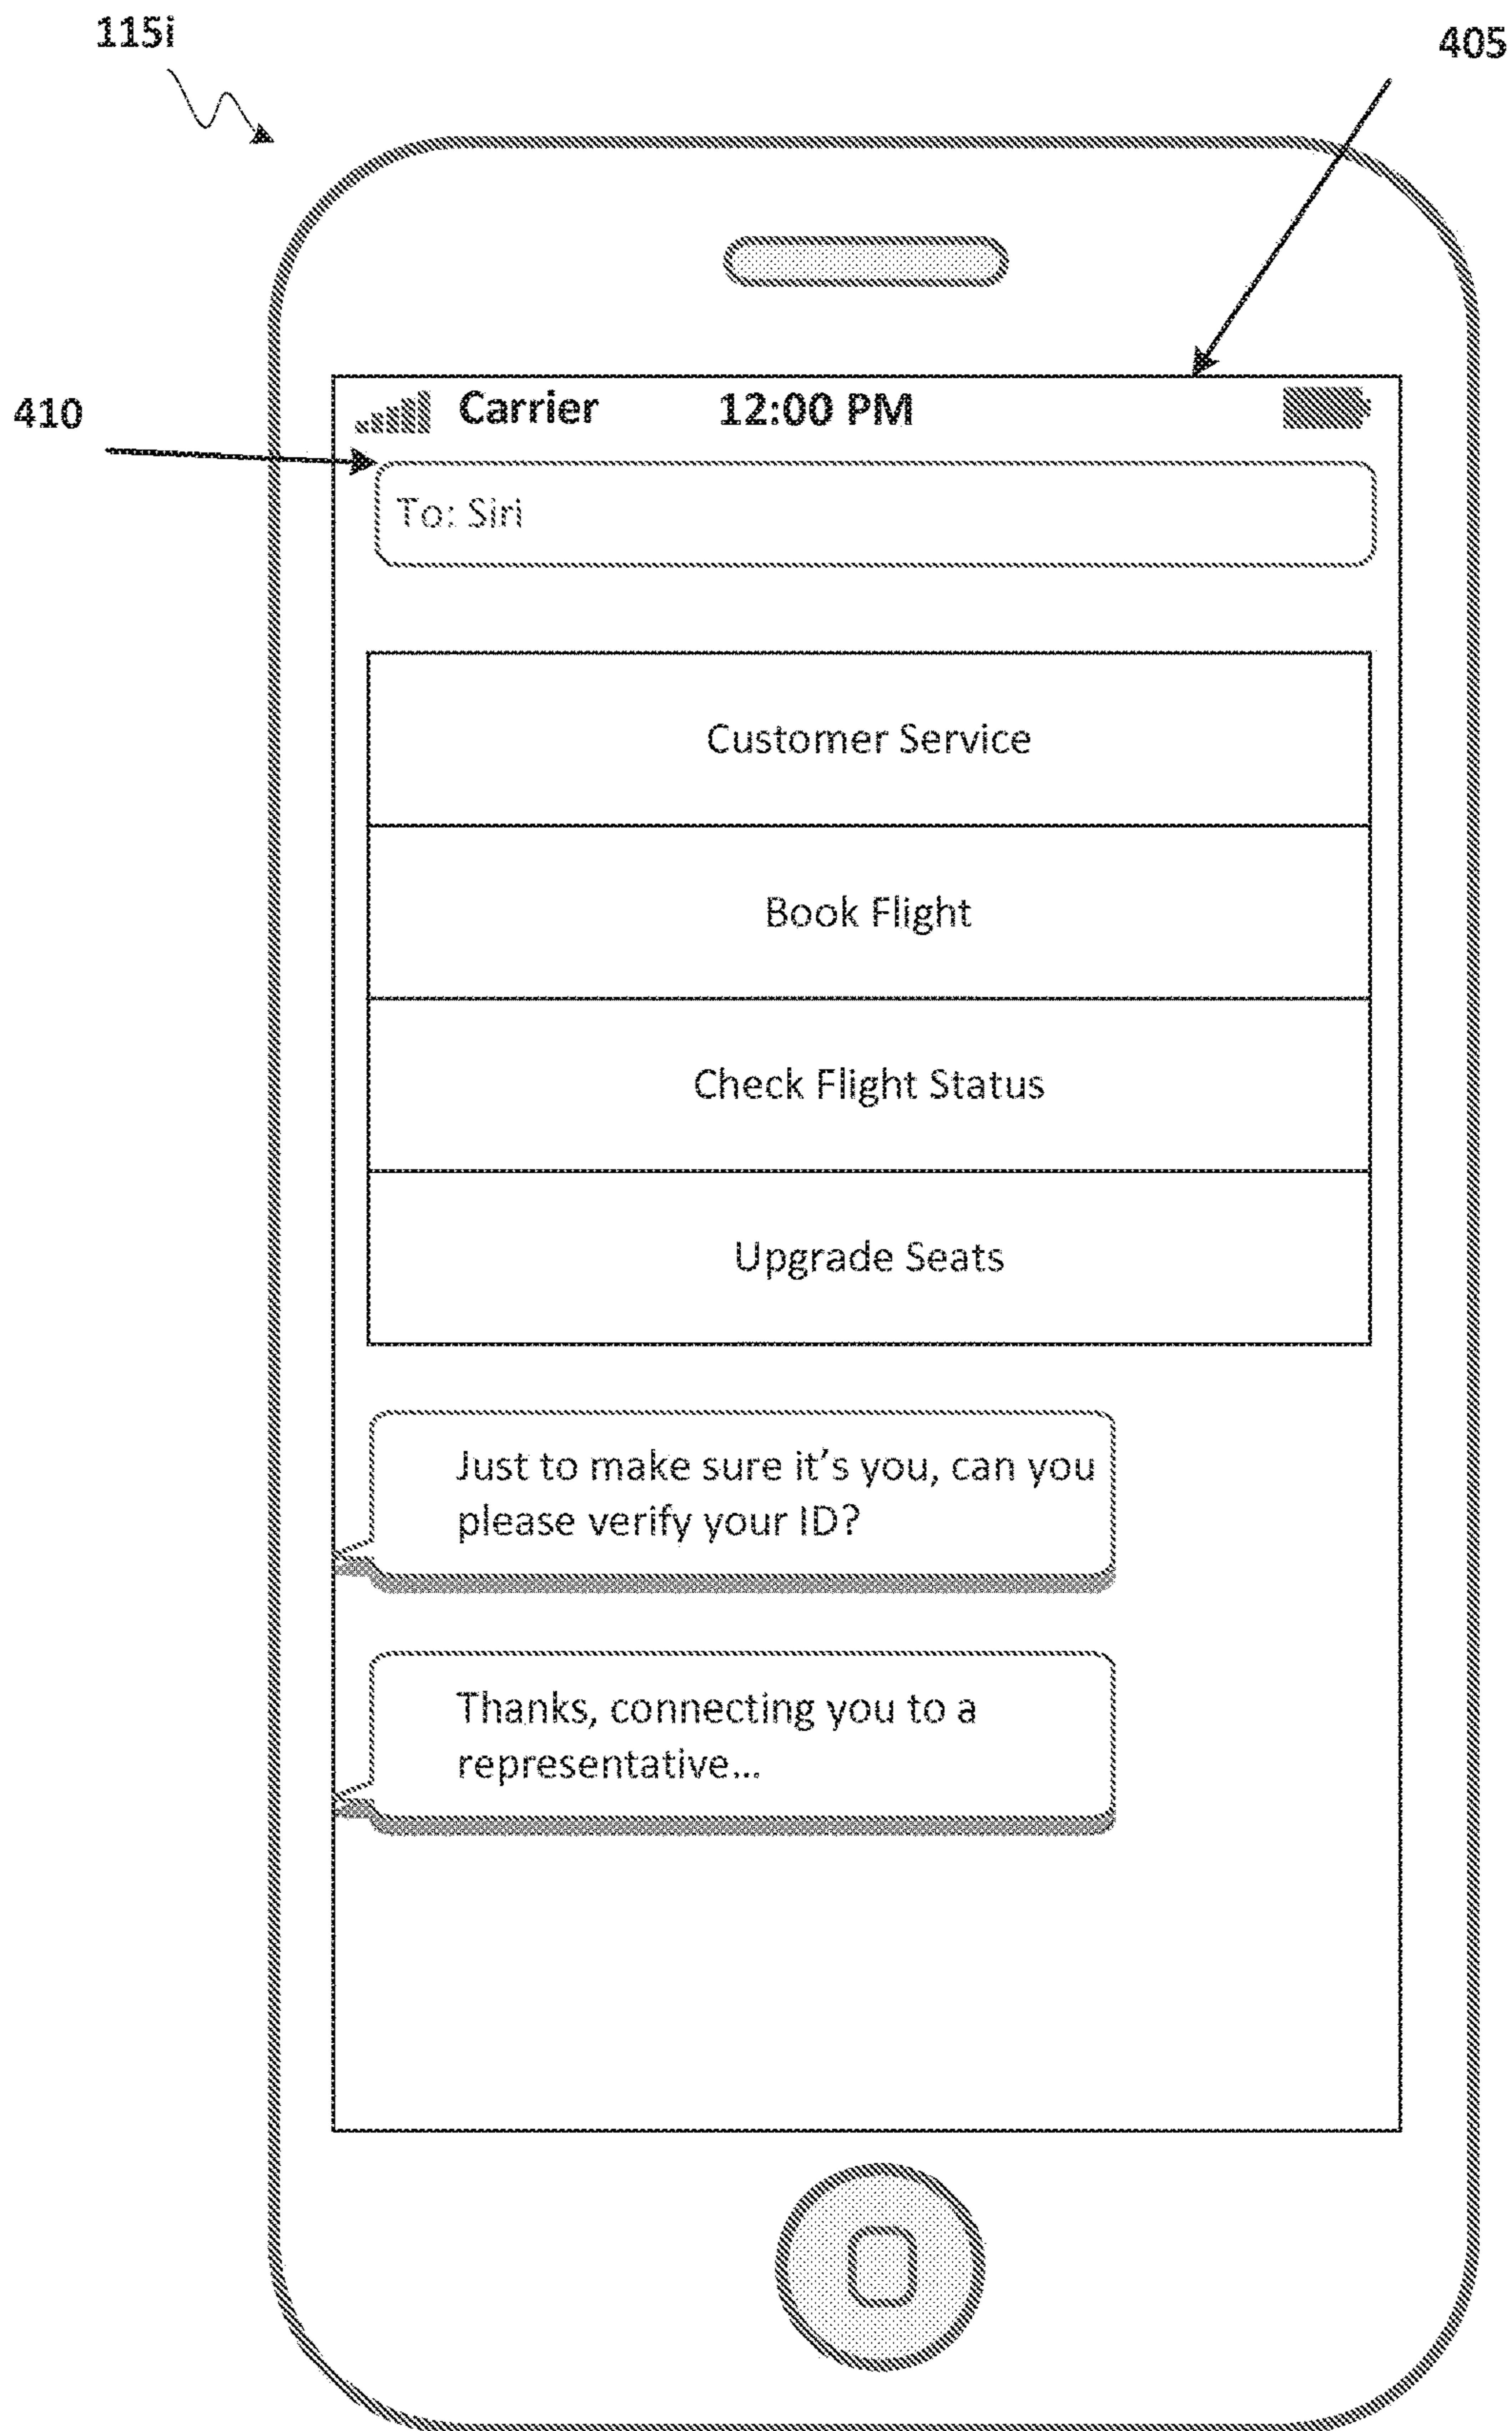 115i
405
410
Carrier 12:00 PM
To: Siri
Customer Service
Book Flight
Check Flight Status
Upgrade Seats
Just to make sure it's you, can you
please verify your ID?
Thanks, connecting you to a
representative...